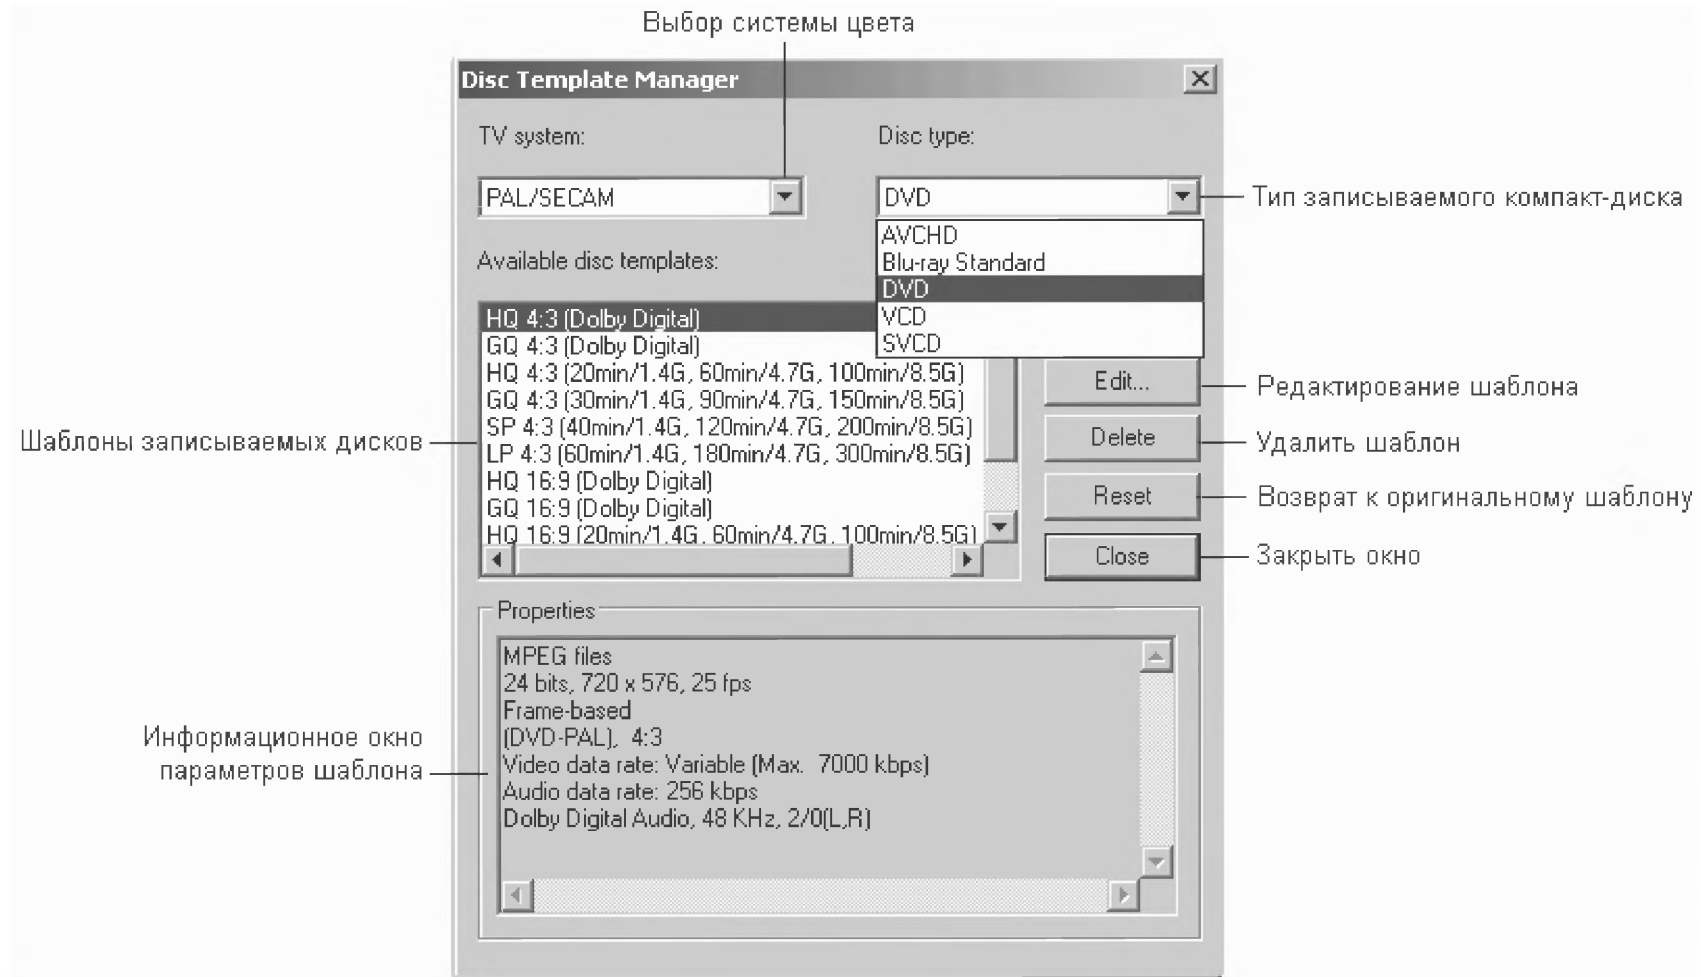 Выбор системы цвета
Disc Template Manager
TV system:
Disc type:
PAL/SECAM
DVD
Тип записываемого компакт-диска
AVCHD
Blu-ray Standard
DVD
VCD
SVCD
Available disc templates:
HQ 4:3 (Dolby Digital)
GQ 4:3 (Dolby Digital)
HQ 4:3 (20min/1.4G, 60min/4.7G, 100min/8.5G)
GQ 4:3 (30min/1.4G, 90min/4.7G, 150min/8.5G)
SP 4:3 (40min/1.4G, 120min/4.7G, 200min/8.5G)
LP 4:3 (60min/1.4G, 180min/4.7G, 300min/8.5G)
HQ 16:9 (Dolby Digital)
GQ 16:9 (Dolby Digital)
HQ 16:9 (20min/1.4G, 60min/4.7G, 100min/8.5G)
Шаблоны записываемых дисков
Edit...
Редактирование шаблона
Delete
Удалить шаблон
Reset
Возврат к оригинальному шаблону
Close
Закрыть окно
Properties
MPEG files
24 bits, 720 x 576, 25 fps
Frame-based
(DVD-PAL), 4:3
Video data rate: Variable (Max. 7000 kbps)
Audio data rate: 256 kbps
Dolby Digital Audio, 48 KHz, 2/0(L,R)
Информационное окно
параметров шаблона